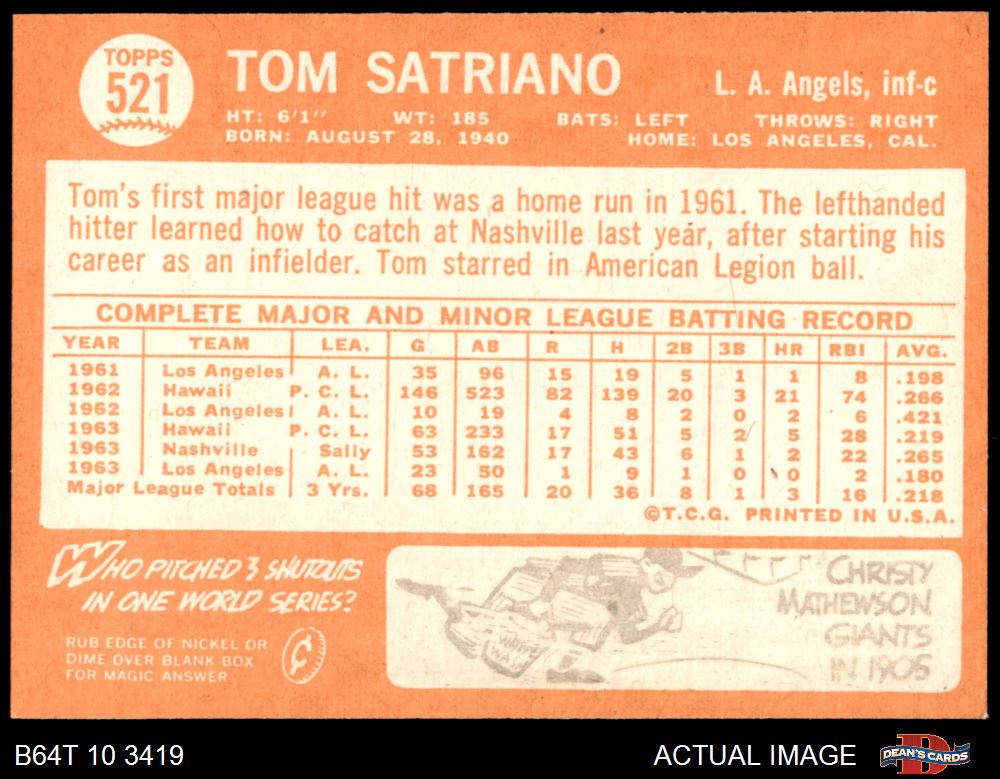 TOPPS
521
TOM SATRIANO
L. A. Angels, inf-c
HT: 6'1" WT: 185 BATS: LEFT THROWS: RIGHT
BORN: AUGUST 28, 1940 HOME: LOS ANGELES, CAL.
Tom's first major league hit was a home run in 1961. The lefthanded
hitter learned how to catch at Nashville last year, after starting his
career as an infielder. Tom starred in American Legion ball.
COMPLETE MAJOR AND MINOR LEAGUE BATTING RECORD
YEAR TEAM LEA. G AB R H 2B 3B HR RBI AVG.
1961 Los Angeles A. L. 35 96 15 19 5 1 1 8 .198
1962 Hawaii P. C. L. 146 523 82 139 20 3 21 74 .266
1962 Los Angeles A. L. 10 19 4 8 2 0 2 6 .421
1963 Hawaii P. C. L. 63 233 17 51 5 2 5 28 .219
1963 Nashville Sally 53 162 17 43 6 1 2 22 .265
1963 Los Angeles A. L. 23 50 1 9 1 0 0 2 .180
Major League Totals 3 Yrs. 68 165 20 36 8 1 3 16 .218
©T.C.G. PRINTED IN U.S.A.
WHO PITCHED 3 SHUTOUTS
IN ONE WORLD SERIES?
RUB EDGE OF NICKEL OR
DIME OVER BLANK BOX
FOR MAGIC ANSWER
¢
CHRISTY
MATHEWSON
GIANTS
IN 1905
B64T 10 3419
ACTUAL IMAGE
DEAN'S CARDS